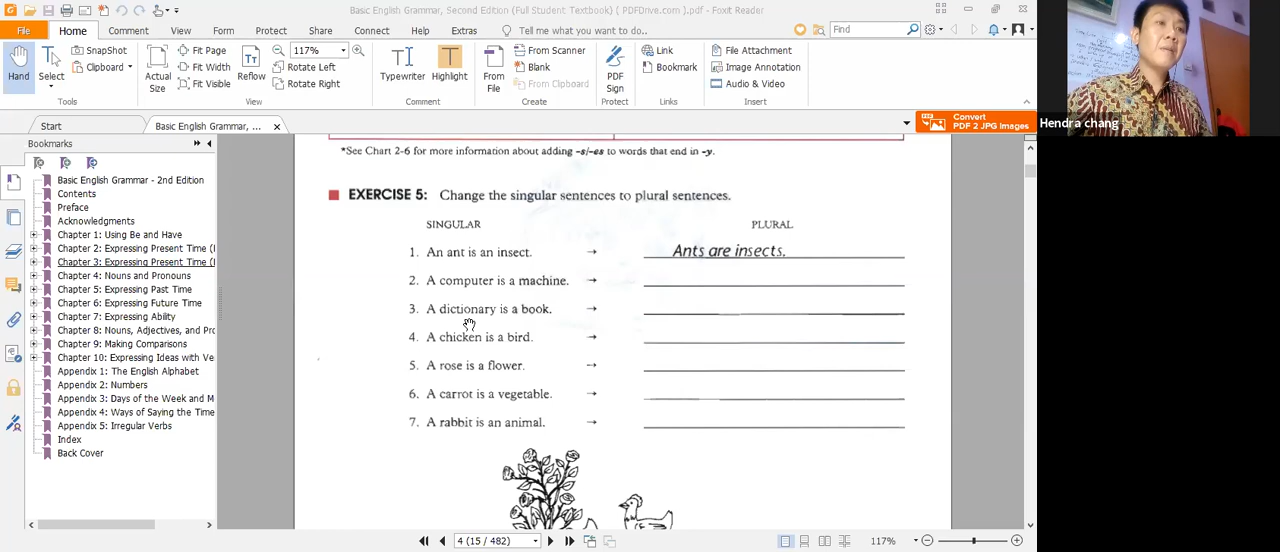 Basic English Grammar, Second Edition {Full Student Textbook} ( PDFDrive.com ).pdf - Foxit Reader
File Home Comment View Form Protect Share Connect Help Extras Tell me what you want to do.. Find
Hand
Select
SnapShot
Clipboard
Actual Size
Fit Page
Fit Width
Fit Visible
Reflow
117%
Rotate Left
Rotate Right
Typewriter
Highlight
From File
From Scanner
Blank
From Clipboard
PDF Sign
Link
Bookmark
File Attachment
Image Annotation
Audio & Video
Tools View Comment Create Protect Links Insert
Start
Basic English Grammar, ...
Convert
PDF 2 JPG Images
Hendra chang
Bookmarks
Basic English Grammar - 2nd Edition
Contents
Preface
Acknowledgments
Chapter 1: Using Be and Have
Chapter 2: Expressing Present Time (
Chapter 3: Expressing Present Time (
Chapter 4: Nouns and Pronouns
Chapter 5: Expressing Past Time
Chapter 6: Expressing Future Time
Chapter 7: Expressing Ability
Chapter 8: Nouns, Adjectives, and Pro
Chapter 9: Making Comparisons
Chapter 10: Expressing Ideas with Ve
Appendix 1: The English Alphabet
Appendix 2: Numbers
Appendix 3: Days of the Week and M
Appendix 4: Ways of Saying the Time
Appendix 5: Irregular Verbs
Index
Back Cover
*See Chart 2-6 for more information about adding -s/-es to words that end in -y.
EXERCISE 5: Change the singular sentences to plural sentences.
SINGULAR PLURAL
1. An ant is an insect. → Ants are insects.
2. A computer is a machine. →
3. A dictionary is a book. →
4. A chicken is a bird. →
5. A rose is a flower. →
6. A carrot is a vegetable. →
7. A rabbit is an animal. →
4 (15 / 482)
117%